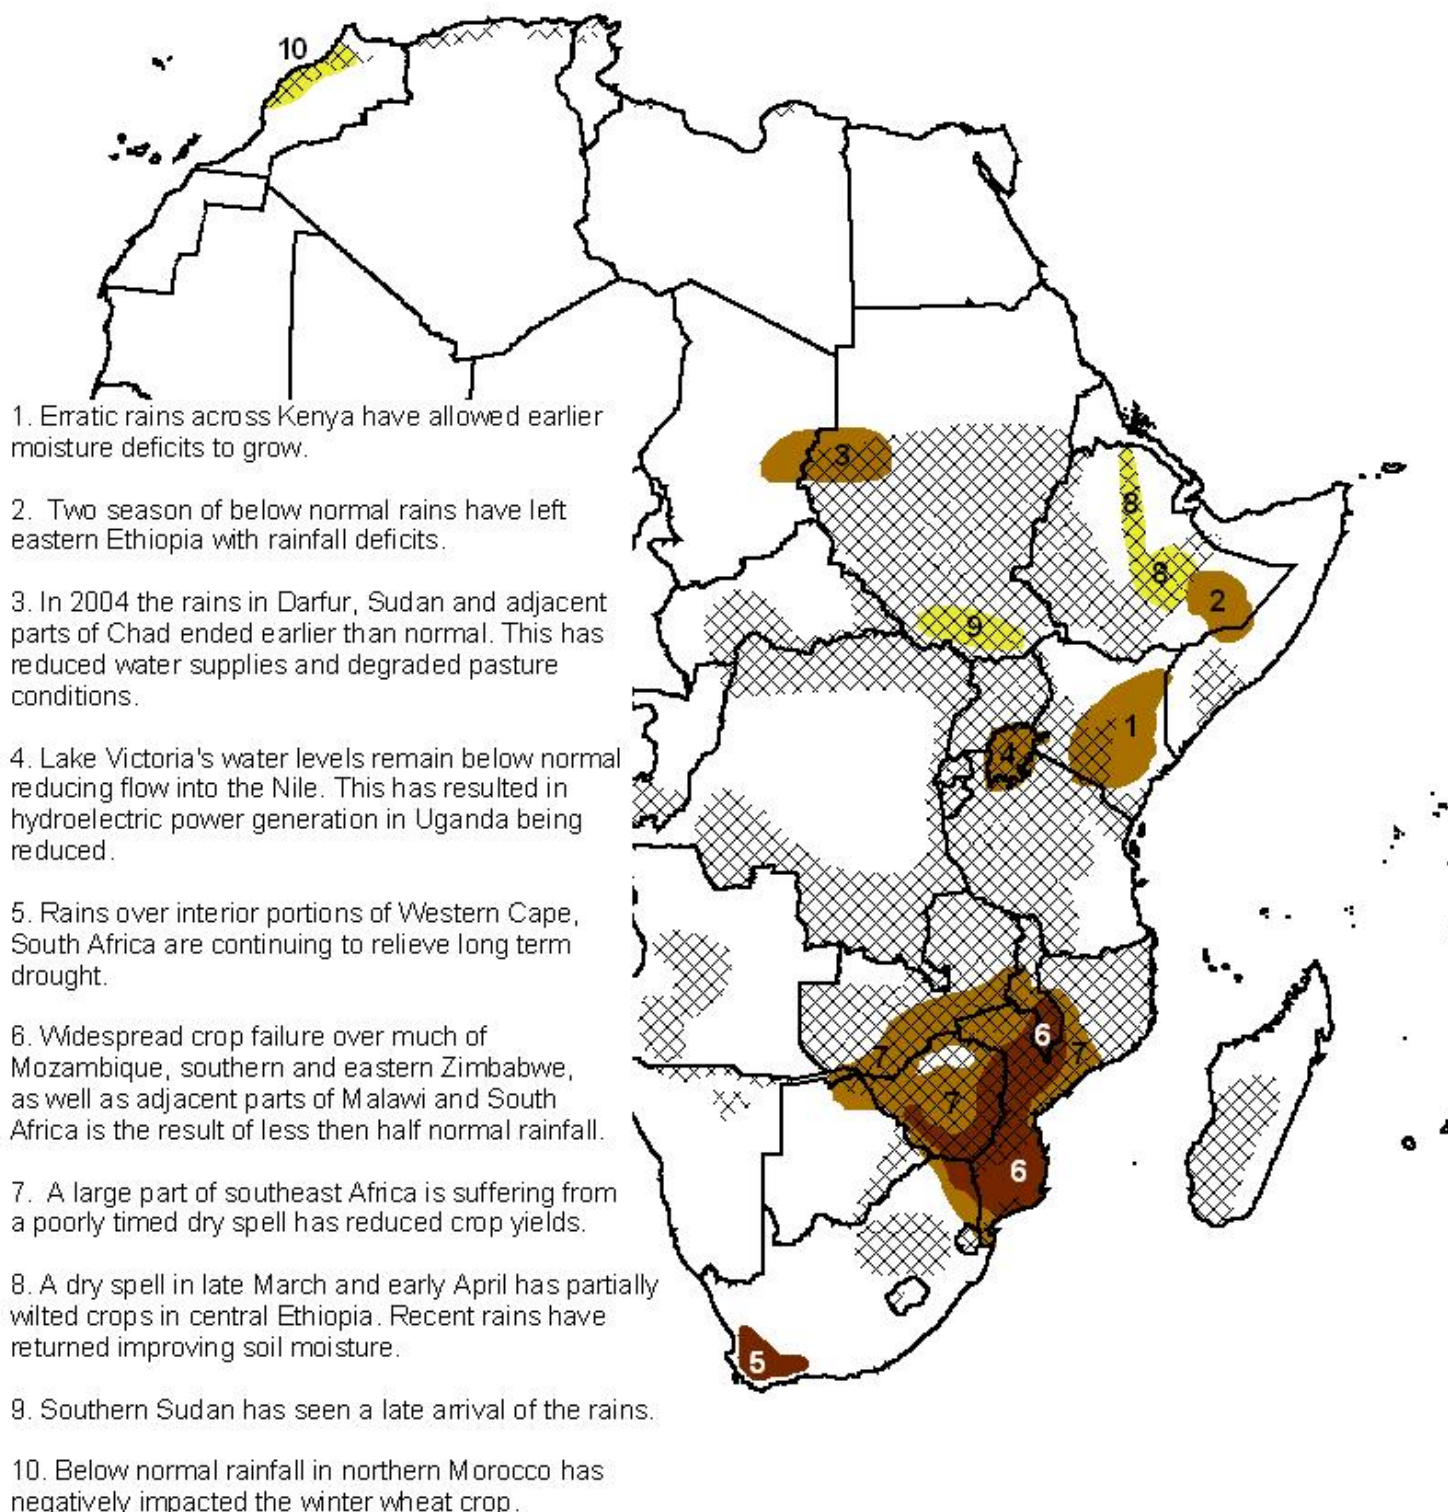 10
1. Erratic rains across Kenya have allowed earlier
moisture deficits to grow.
2. Two season of below normal rains have left
eastern Ethiopia with rainfall deficits.
3. In 2004 the rains in Darfur, Sudan and adjacent
parts of Chad ended earlier than normal. This has
reduced water supplies and degraded pasture
conditions.
4. Lake Victoria's water levels remain below normal
reducing flow into the Nile. This has resulted in
hydroelectric power generation in Uganda being
reduced.
5. Rains over interior portions of Western Cape,
South Africa are continuing to relieve long term
drought.
6. Widespread crop failure over much of
Mozambique, southern and eastern Zimbabwe,
as well as adjacent parts of Malawi and South
Africa is the result of less then half normal rainfall.
7. A large part of southeast Africa is suffering from
a poorly timed dry spell has reduced crop yields.
8. A dry spell in late March and early April has partially
wilted crops in central Ethiopia. Recent rains have
returned improving soil moisture.
9. Southern Sudan has seen a late arrival of the rains.
10. Below normal rainfall in northern Morocco has
negatively impacted the winter wheat crop.
3
8
8
2
9
1
4
6
7
7
7
6
5